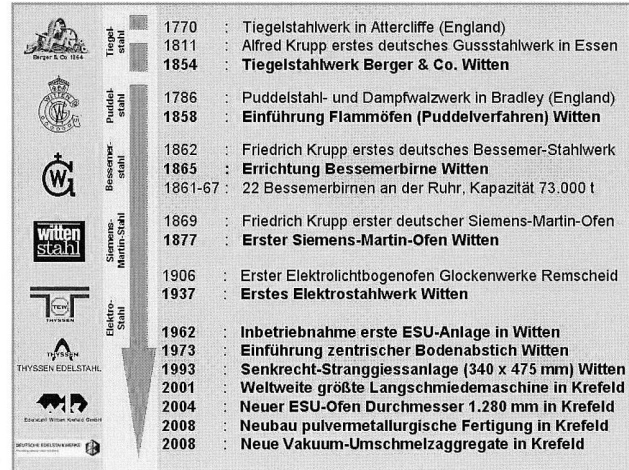 Berger & Co 1854
WITTEN
witten
stahl
TEW
THYSSEN
THYSSEN
THYSSEN EDELSTAHL
Edelstahl Witten Krefeld GmbH
DEUTSCHE EDELSTAHLWERKE
Tiegel-
stahl
Puddel-
stahl
Bessemer-
stahl
Siemens-
Martin-Stahl
Elektro-
Stahl
1770 : Tiegelstahlwerk in Attercliffe (England)
1811 : Alfred Krupp erstes deutsches Gussstahlwerk in Essen
1854 : Tiegelstahlwerk Berger & Co. Witten
1786 : Puddelstahl- und Dampfwalzwerk in Bradley (England)
1858 : Einführung Flammöfen (Puddelverfahren) Witten
1862 : Friedrich Krupp erstes deutsches Bessemer-Stahlwerk
1865 : Errichtung Bessemerbirne Witten
1861-67 : 22 Bessemerbirnen an der Ruhr, Kapazität 73.000 t
1869 : Friedrich Krupp erster deutscher Siemens-Martin-Ofen
1877 : Erster Siemens-Martin-Ofen Witten
1906 : Erster Elektrolichtbogenofen Glockenwerke Remscheid
1937 : Erstes Elektrostahlwerk Witten
1962 : Inbetriebnahme erste ESU-Anlage in Witten
1973 : Einführung zentrischer Bodenabstich Witten
1993 : Senkrecht-Stranggiessanlage (340 x 475 mm) Witten
2001 : Weltweite größte Langschmiedemaschine in Krefeld
2004 : Neuer ESU-Ofen Durchmesser 1.280 mm in Krefeld
2008 : Neubau pulvermetallurgische Fertigung in Krefeld
2008 : Neue Vakuum-Umschmelzaggregate in Krefeld